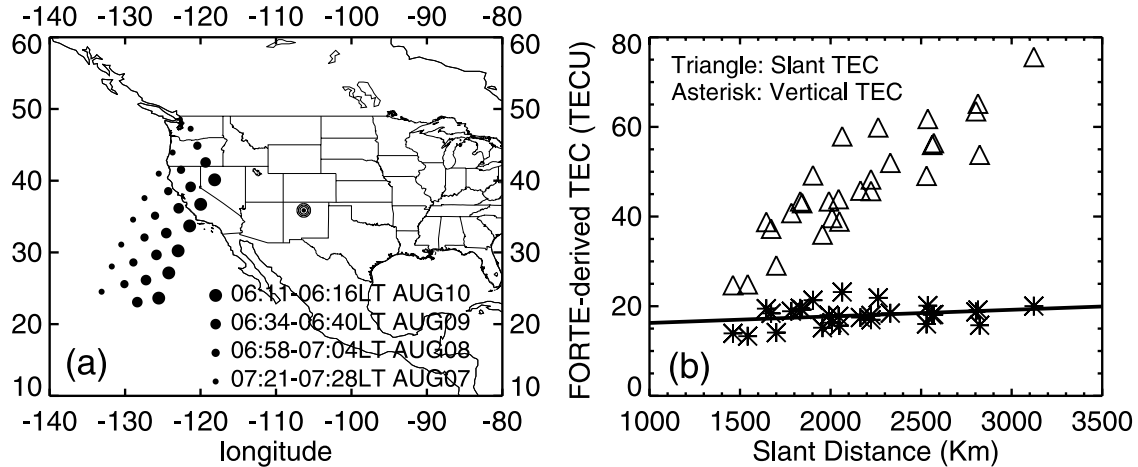 -140 -130 -120 -110 -100 -90 -80
60 60
50 50
40 40
30 30
20 20
10 10
06:11-06:16LT AUG10
06:34-06:40LT AUG09
06:58-07:04LT AUG08
07:21-07:28LT AUG07
(a)
-140 -130 -120 -110 -100 -90 -80
longitude
FORTE-derived TEC (TECU)
80
60
40
20
0
Triangle: Slant TEC
Asterisk: Vertical TEC
(b)
1000 1500 2000 2500 3000 3500
Slant Distance (Km)